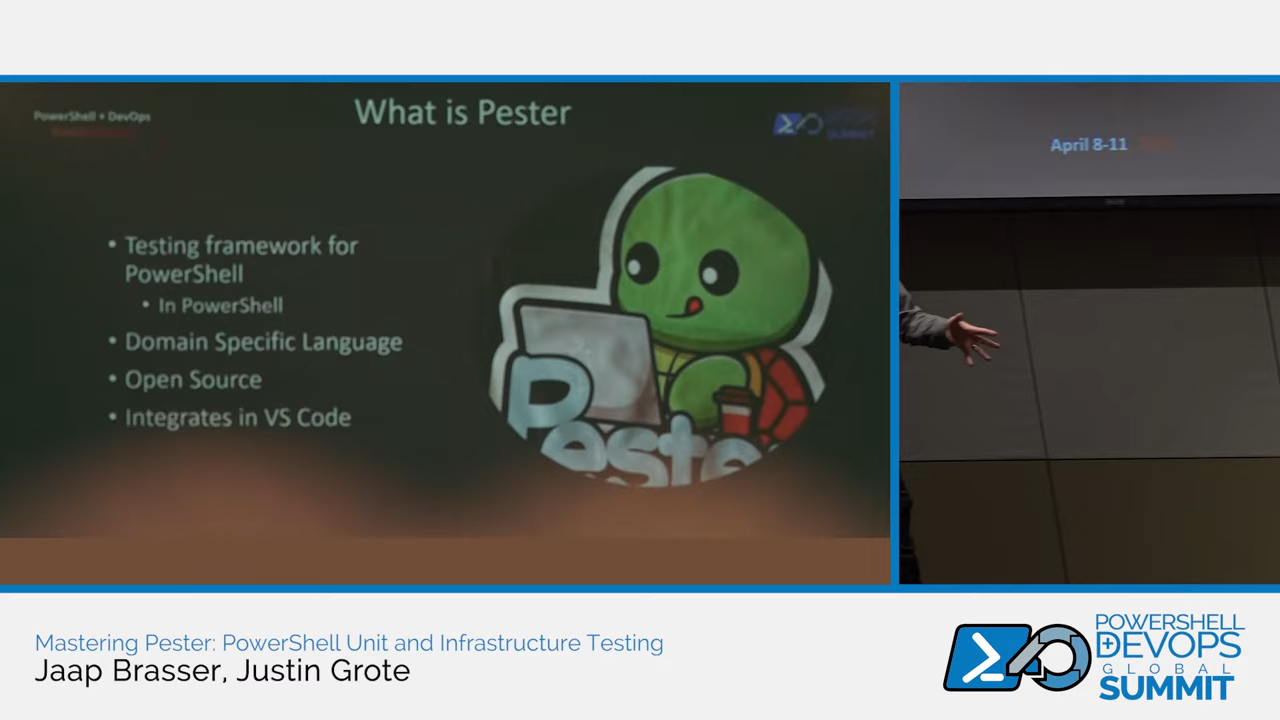 PowerShell + DevOps
What is Pester
• Testing framework for
PowerShell
• In PowerShell
• Domain Specific Language
• Open Source
• Integrates in VS Code
Peste
April 8-11
Mastering Pester: PowerShell Unit and Infrastructure Testing
Jaap Brasser, Justin Grote
POWERSHELL
+ DEVOPS
GLOBAL
SUMMIT